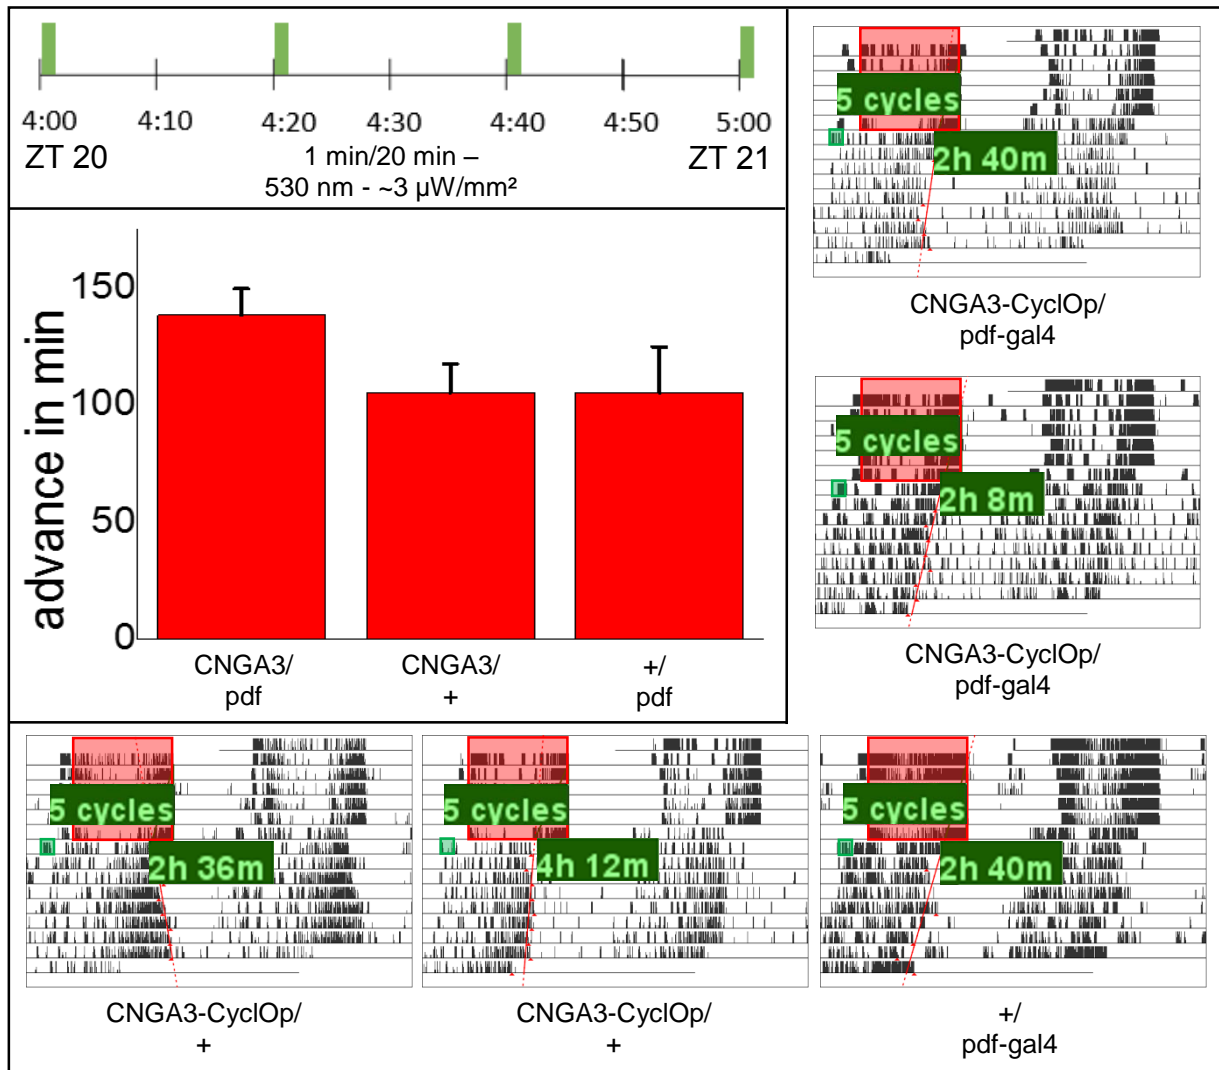 4:00 4:10 4:20 4:30 4:40 4:50 5:00
ZT 20 ZT 21
1 min/20 min –
530 nm - ~3 µW/mm²
advance in min
150
100
50
0
CNGA3/
pdf
CNGA3/
+
+/
pdf
5 cycles
2h 40m
CNGA3-CyclOp/
pdf-gal4
5 cycles
2h 8m
CNGA3-CyclOp/
pdf-gal4
5 cycles
2h 36m
CNGA3-CyclOp/
+
5 cycles
4h 12m
CNGA3-CyclOp/
+
5 cycles
2h 40m
+/
pdf-gal4